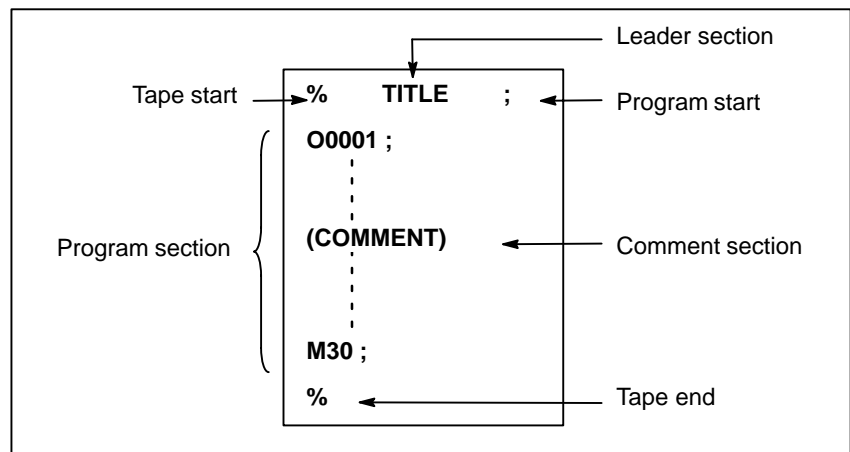 Leader section
Tape start
% TITLE ;
Program start
O0001 ;
Program section
(COMMENT)
Comment section
M30 ;
%
Tape end